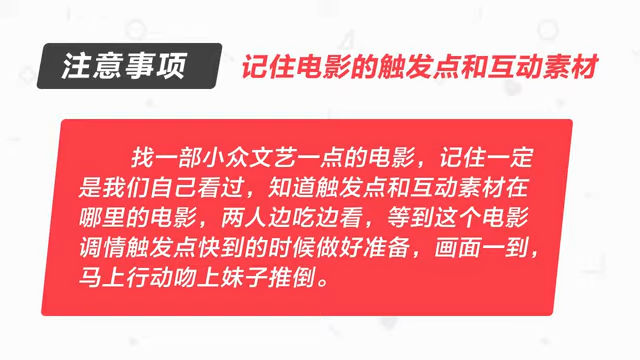 注意事项
记住电影的触发点和互动素材
找一部小众文艺一点的电影，记住一定
是我们自己看过，知道触发点和互动素材在
哪里的电影，两人边吃边看，等到这个电影
调情触发点快到的时候做好准备，画面一到，
马上行动吻上妹子推倒。